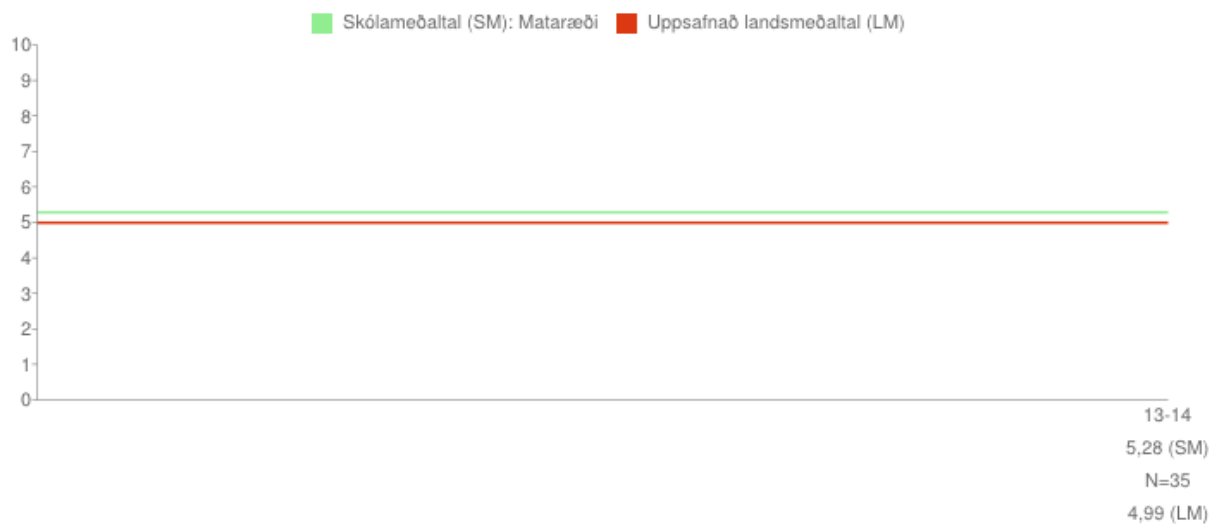 Skólameðaltal (SM): Mataræði
Uppsafnað landsmeðaltal (LM)
10
9
8
7
6
5
4
3
2
1
0
13-14
5,28 (SM)
N=35
4,99 (LM)